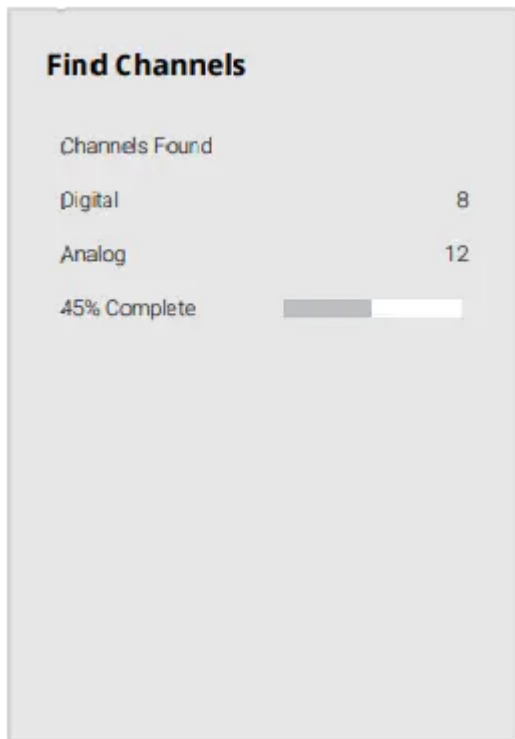 Find Channels
Channels Found
Digital 8
Analog 12
45% Complete